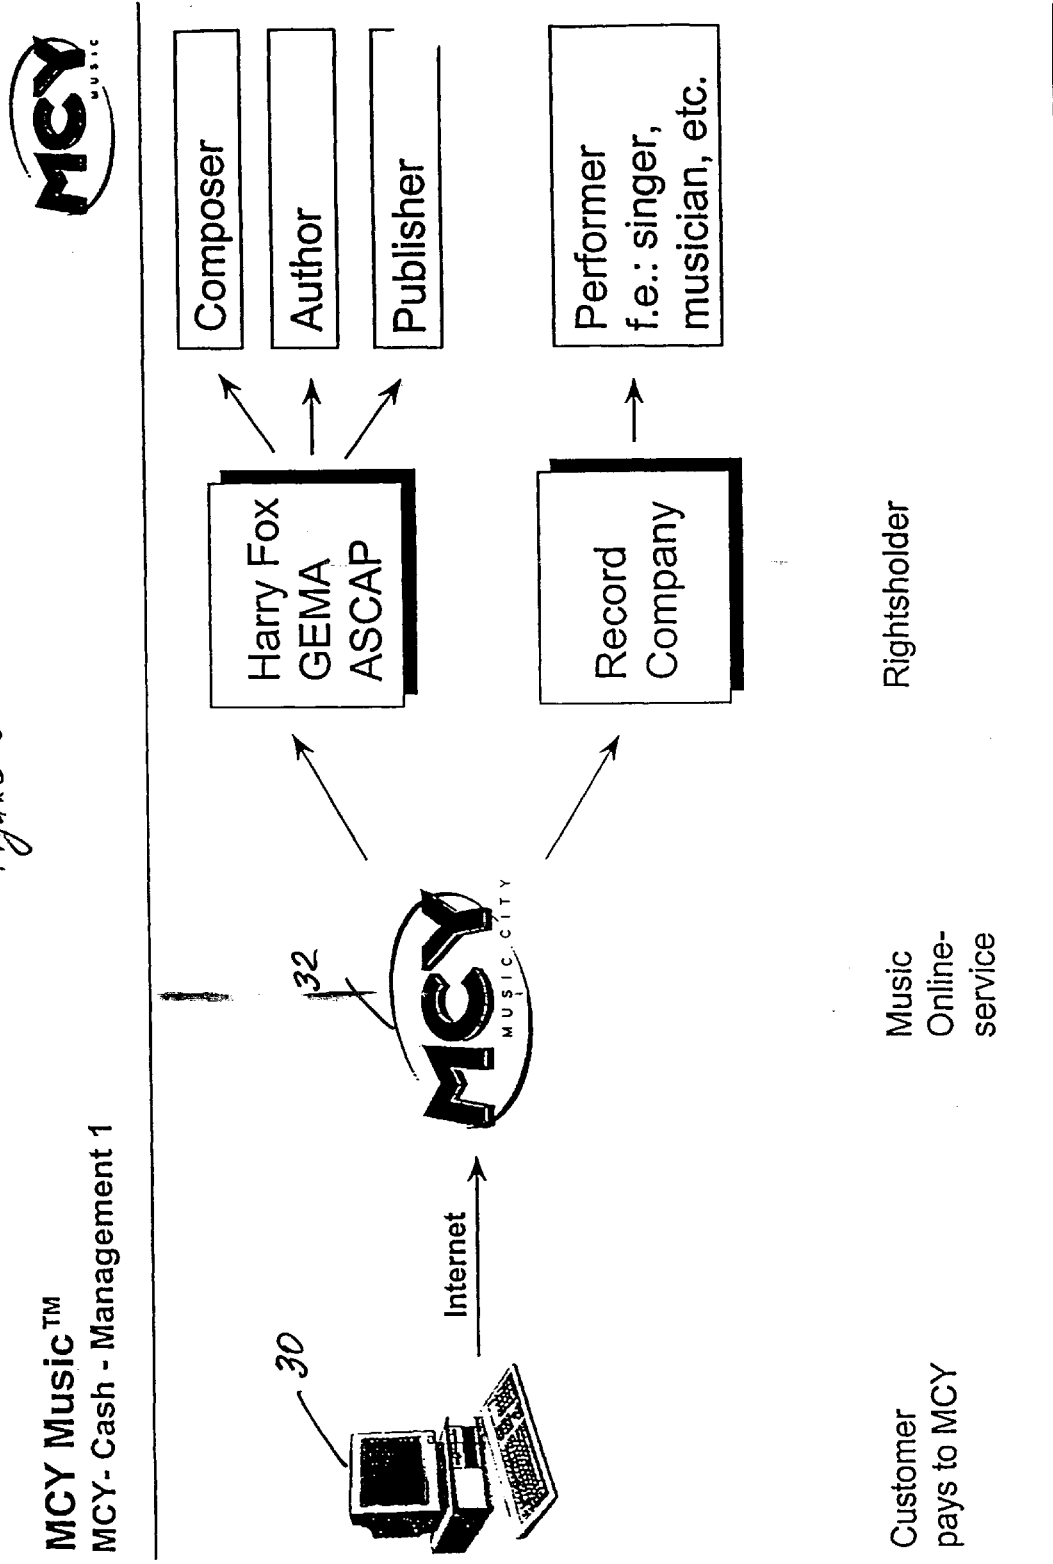 MCY Music™
MCY- Cash - Management 1
MCY
MUSIC
30
Internet
32
MCY
MUSIC CITY
Harry Fox
GEMA
ASCAP
Record
Company
Composer
Author
Publisher
Performer
f.e.: singer,
musician, etc.
Customer
pays to MCY
Music
Online-
service
Rightsholder